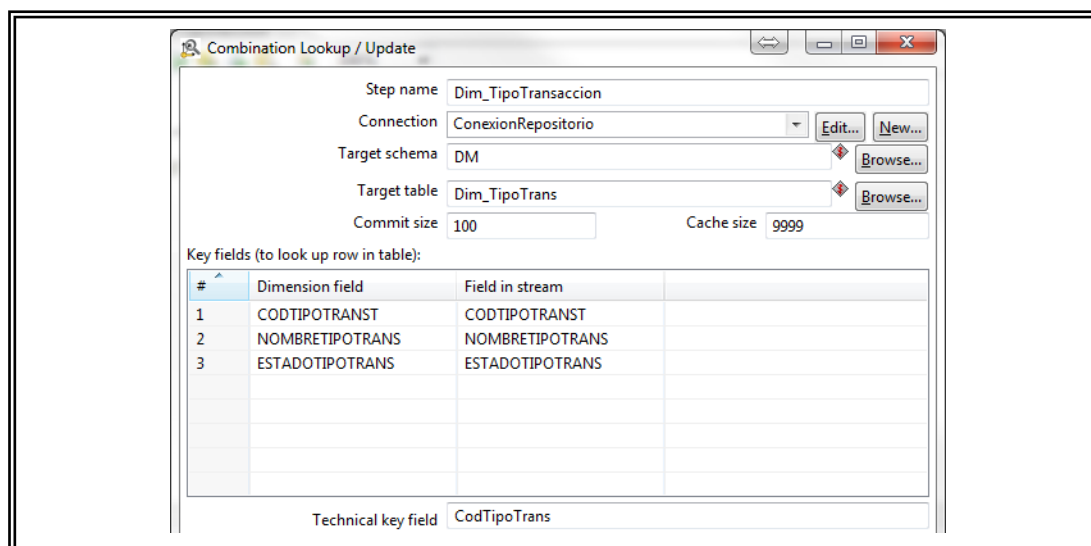 Combination Lookup / Update
Step name Dim_TipoTransaccion
Connection ConexionRepositorio Edit... New...
Target schema DM Browse...
Target table Dim_TipoTrans Browse...
Commit size 100 Cache size 9999
Key fields (to look up row in table):
# Dimension field Field in stream
1 CODTIPOTRANST CODTIPOTRANST
2 NOMBRETIPOTRANS NOMBRETIPOTRANS
3 ESTADOTIPOTRANS ESTADOTIPOTRANS
Technical key field CodTipoTrans